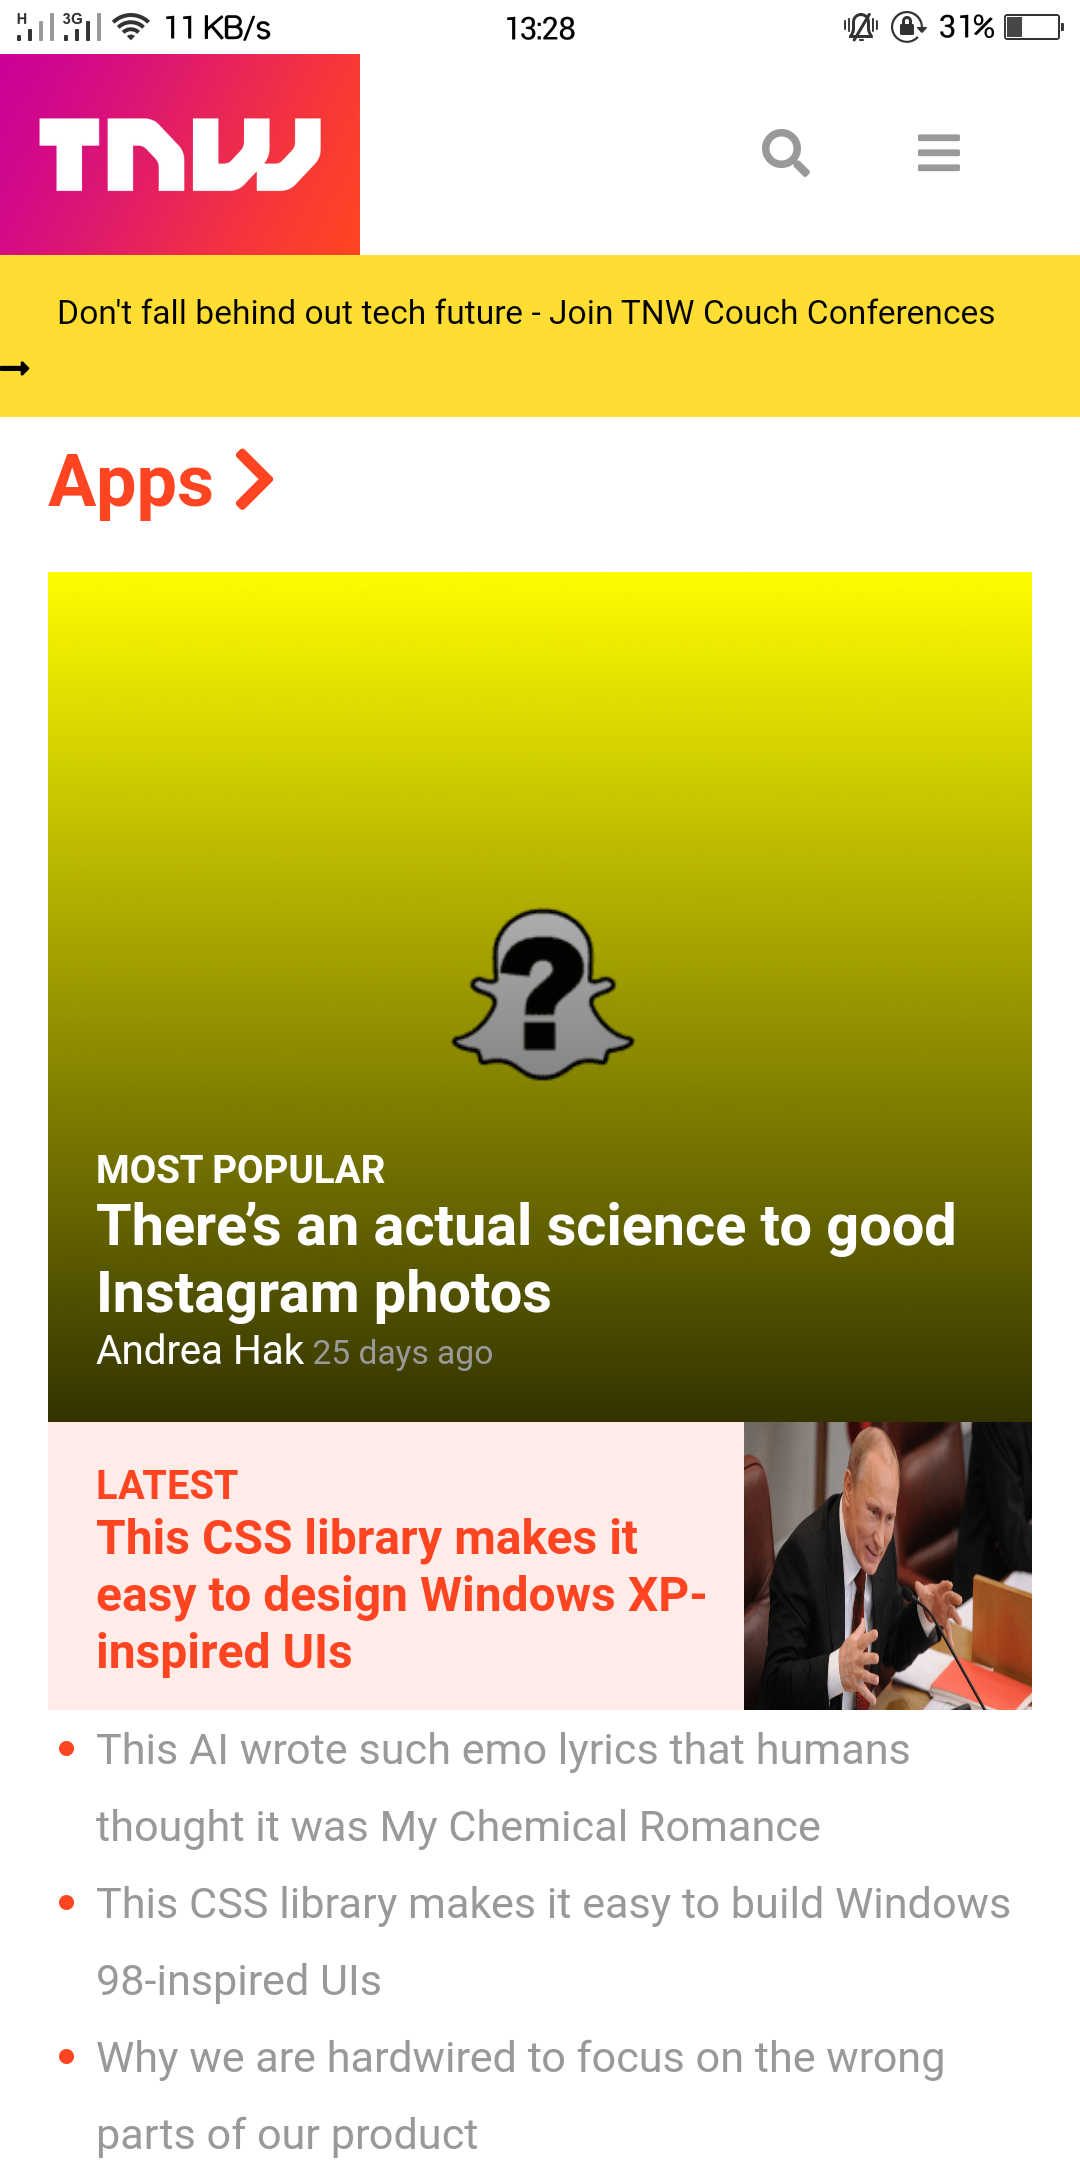 H 3G 11 KB/s 13:28 31%
TNW
Don't fall behind out tech future - Join TNW Couch Conferences
Apps
?
MOST POPULAR
There’s an actual science to good
Instagram photos
Andrea Hak 25 days ago
LATEST
This CSS library makes it
easy to design Windows XP-
inspired UIs
This AI wrote such emo lyrics that humans
thought it was My Chemical Romance
This CSS library makes it easy to build Windows
98-inspired UIs
Why we are hardwired to focus on the wrong
parts of our product